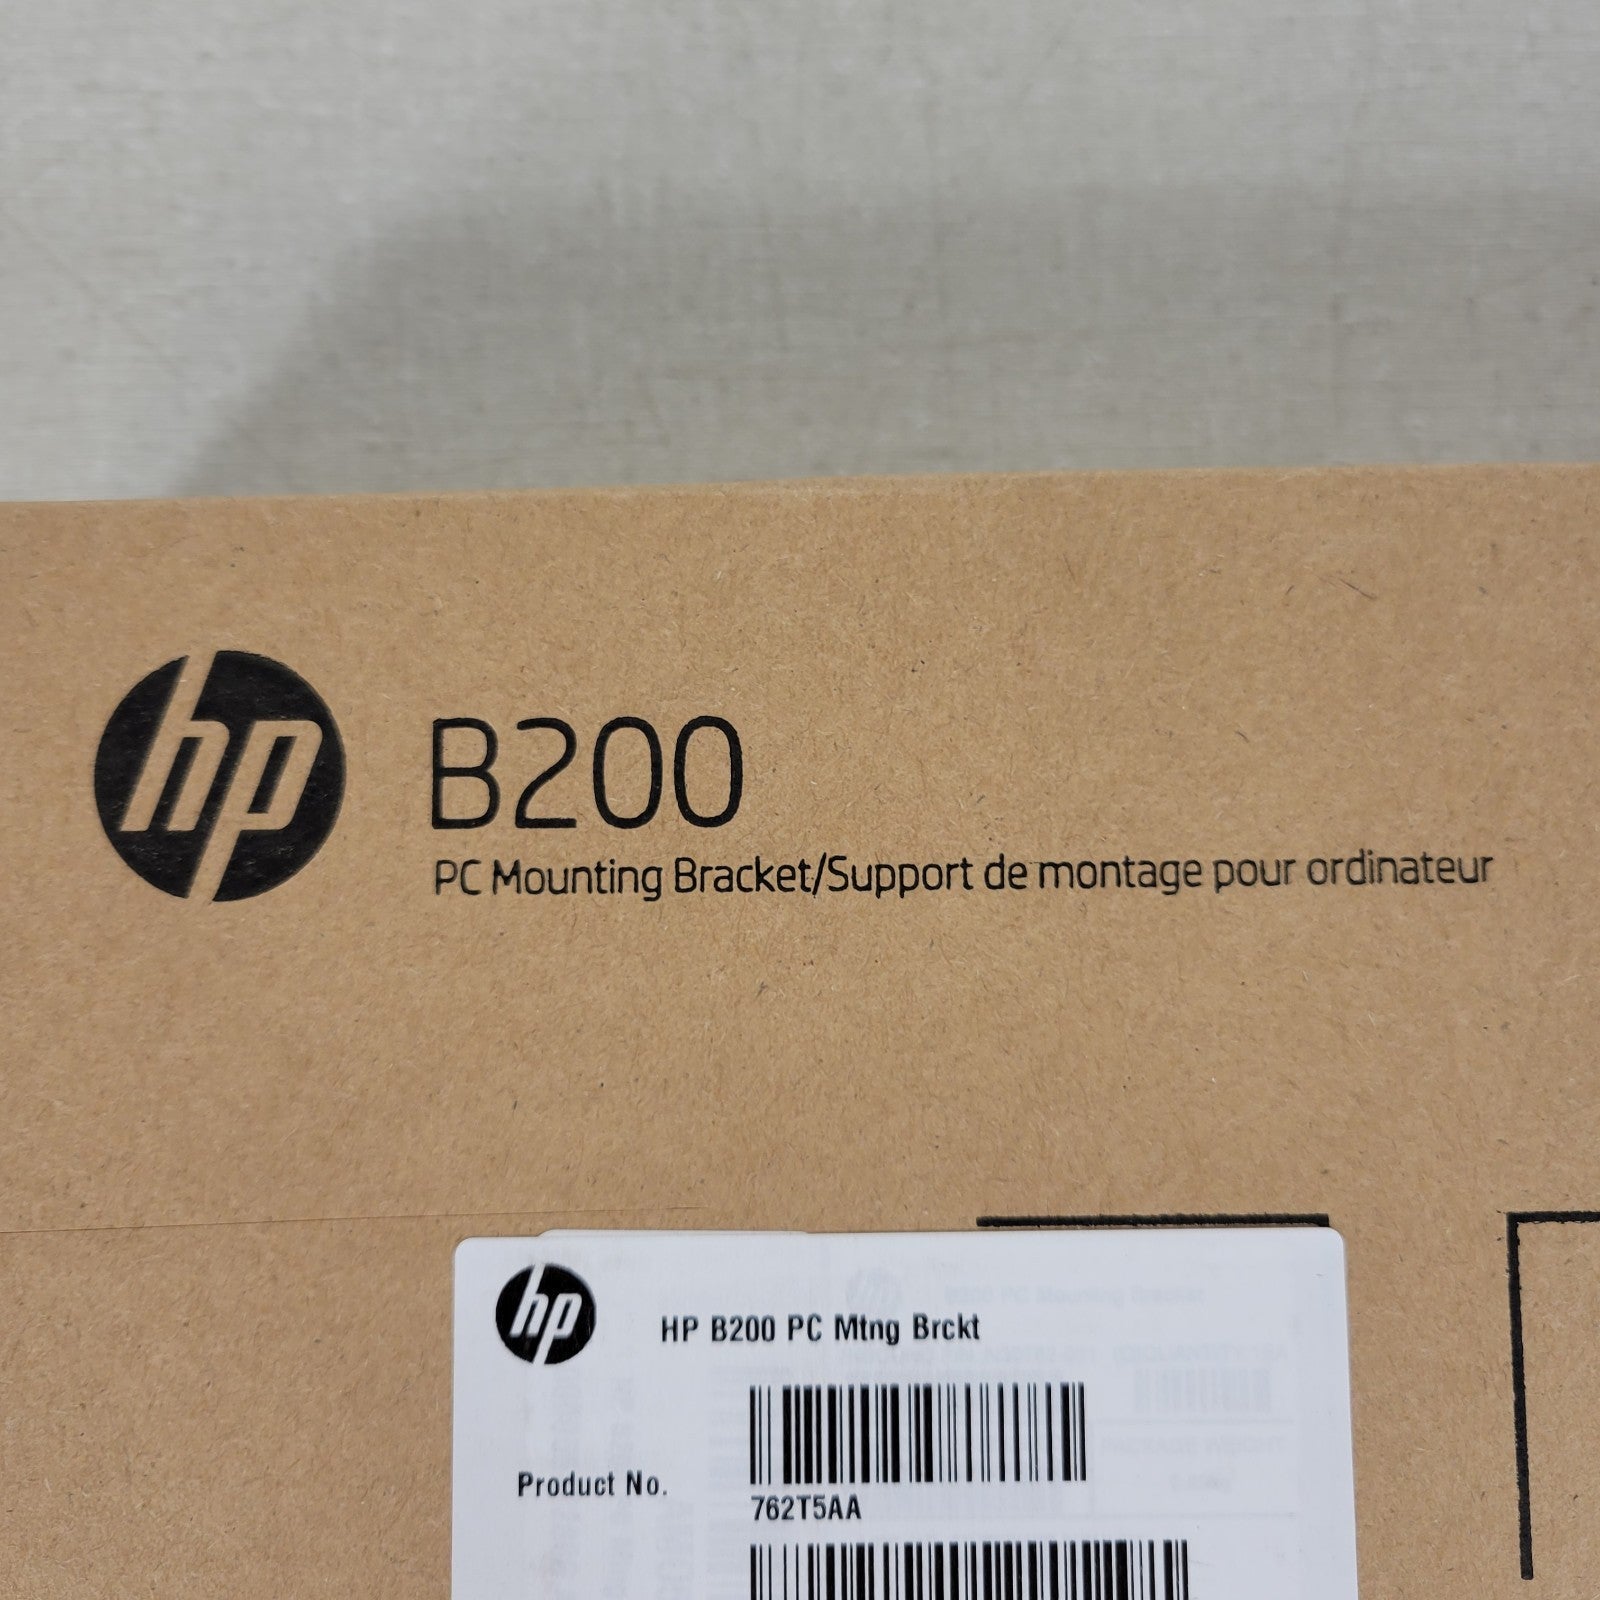 hp
B200
PC Mounting Bracket/Support de montage pour ordinateur
hp
HP B200 PC Mtng Brckt
Product No.
762T5AA